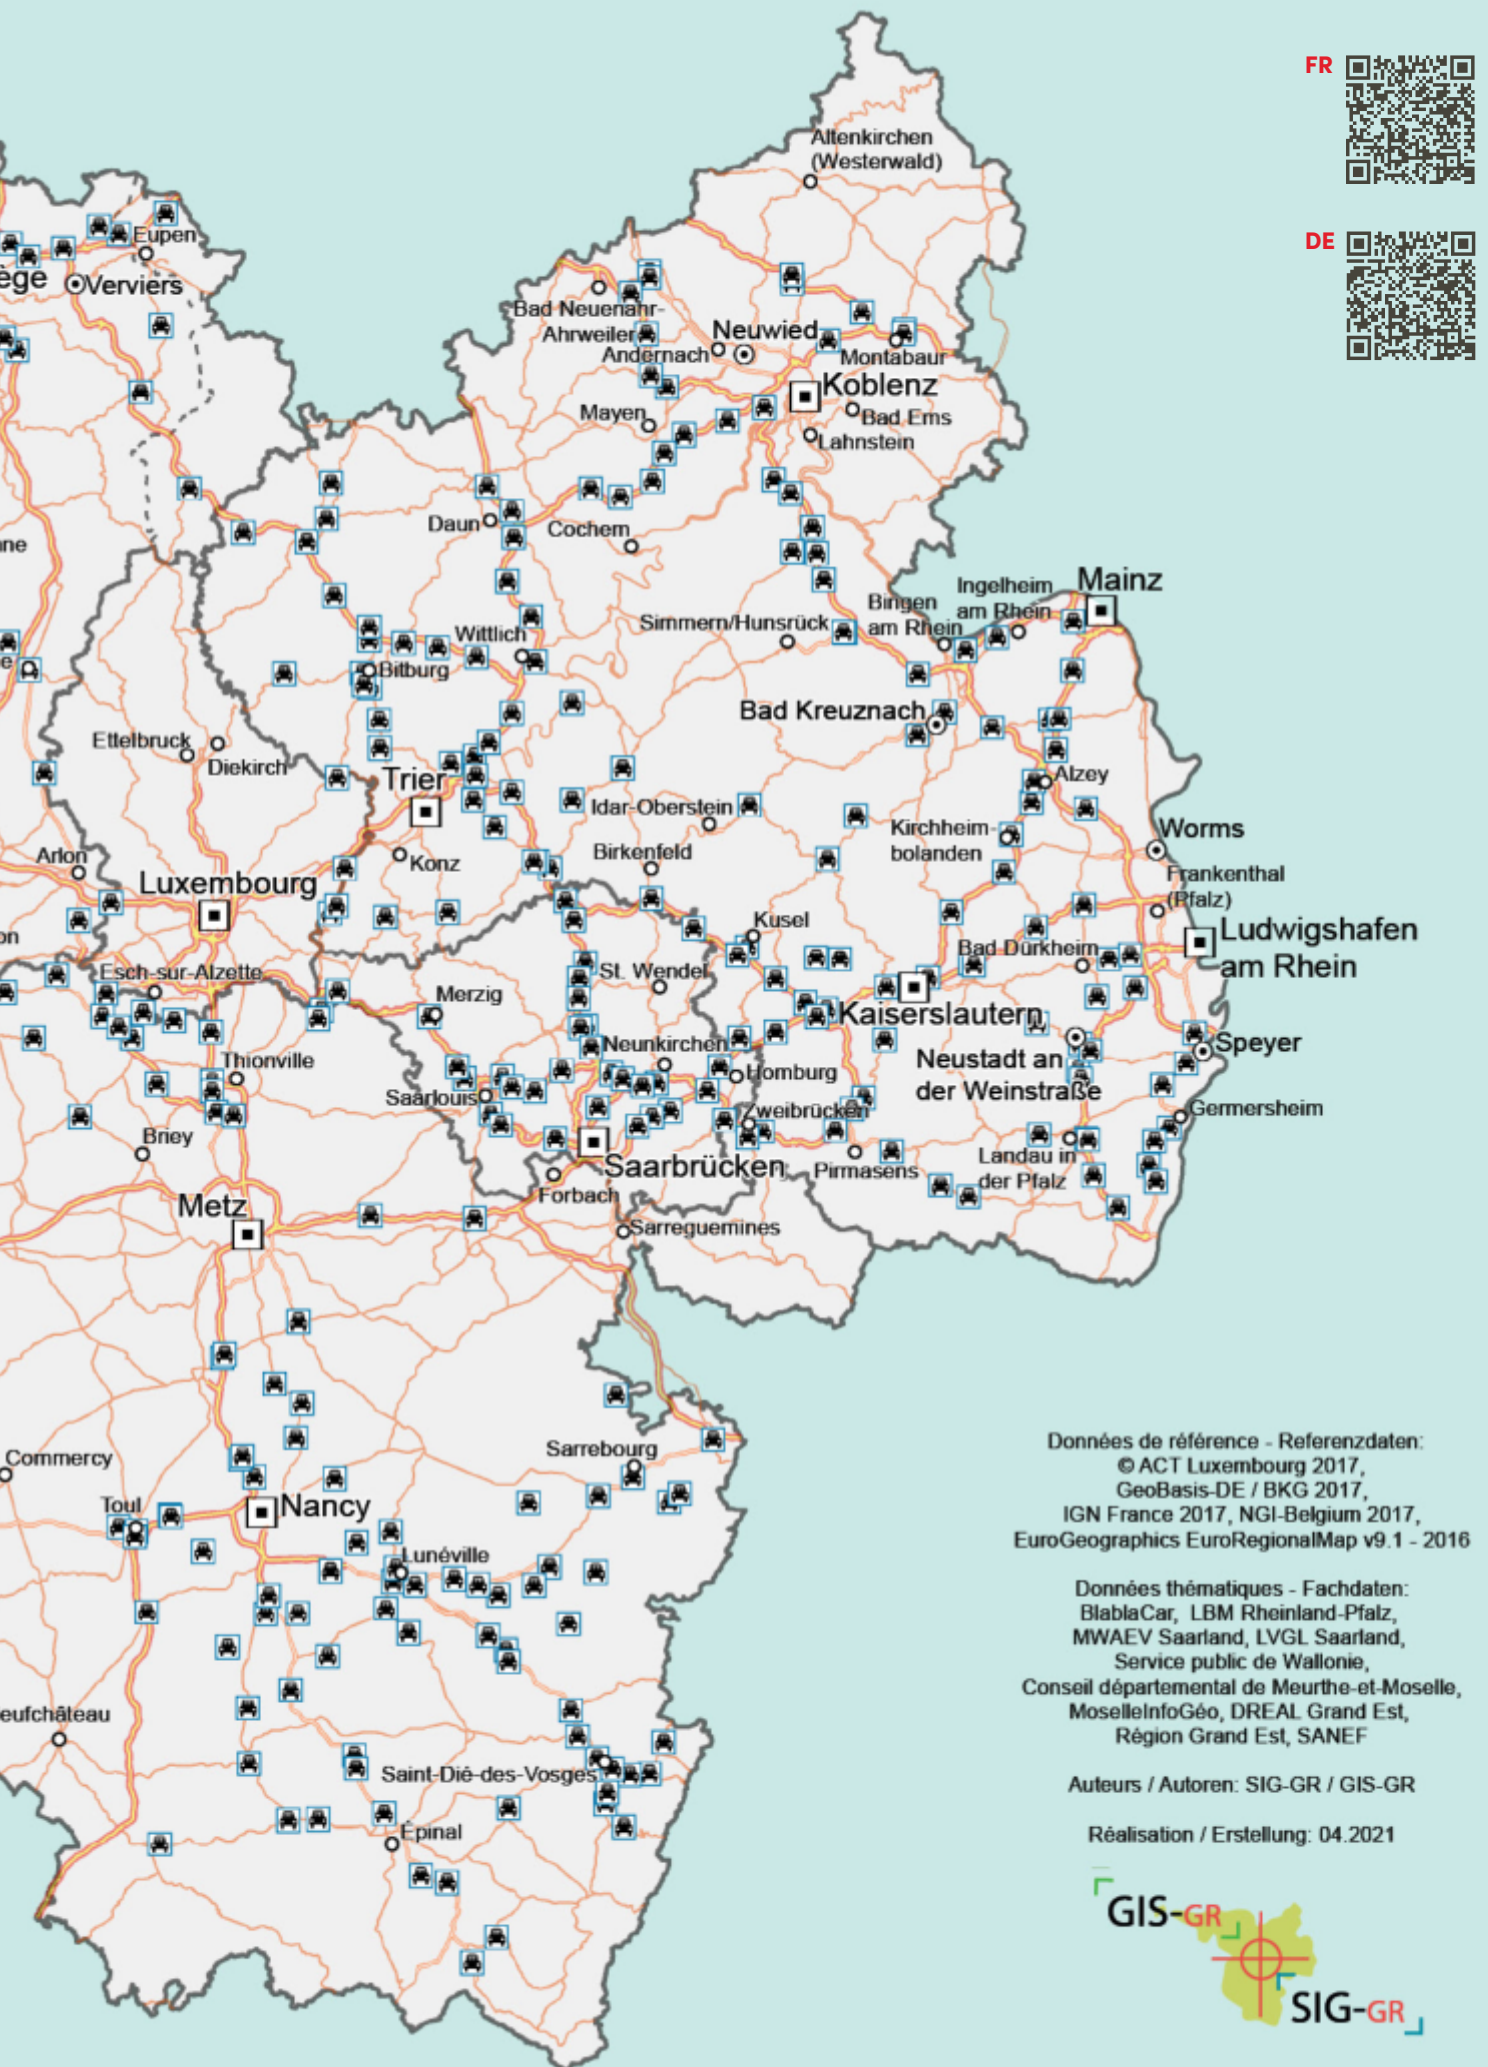 FR
Altenkirchen
(Westerwald)
DE
Eupen
ège
Verviers
Bad Neuenahr-
Ahrweiler
Neuwied
Andernach
Montabaur
Koblenz
Mayen
Bad Ems
Lahnstein
Daun
Cochem
ne
Mainz
Ingelheim
am Rhein
Bingen
am Rhein
Simmern/Hunsrück
Wittlich
e
Bitburg
Bad Kreuznach
Ettelbruck
Diekirch
Trier
Alzey
Idar-Oberstein
Kirchheim-
bolanden
Worms
Arlon
Konz
Birkenfeld
Frankenthal
(Pfalz)
Luxembourg
Kusel
Ludwigshafen
am Rhein
on
Bad Dürkheim
Esch-sur-Alzette
St. Wendel
Merzig
Kaiserslautern
Neunkirchen
Speyer
Thionville
Homburg
Neustadt an
der Weinstraße
Saarlouis
Zweibrücken
Germersheim
Briey
Saarbrücken
Pirmasens
Landau in
der Pfalz
Forbach
Metz
Sarreguemines
Commercy
Sarrebourg
Toul
Nancy
Lunéville
eufchâteau
Saint-Dié-des-Vosges
Épinal
Données de référence - Referenzdaten:
© ACT Luxembourg 2017,
GeoBasis-DE / BKG 2017,
IGN France 2017, NGI-Belgium 2017,
EuroGeographics EuroRegionalMap v9.1 - 2016
Données thématiques - Fachdaten:
BlablaCar, LBM Rheinland-Pfalz,
MWAEV Saarland, LVGL Saarland,
Service public de Wallonie,
Conseil départemental de Meurthe-et-Moselle,
MoselleInfoGéo, DREAL Grand Est,
Région Grand Est, SANEF
Auteurs / Autoren: SIG-GR / GIS-GR
Réalisation / Erstellung: 04.2021
GIS-GR
SIG-GR